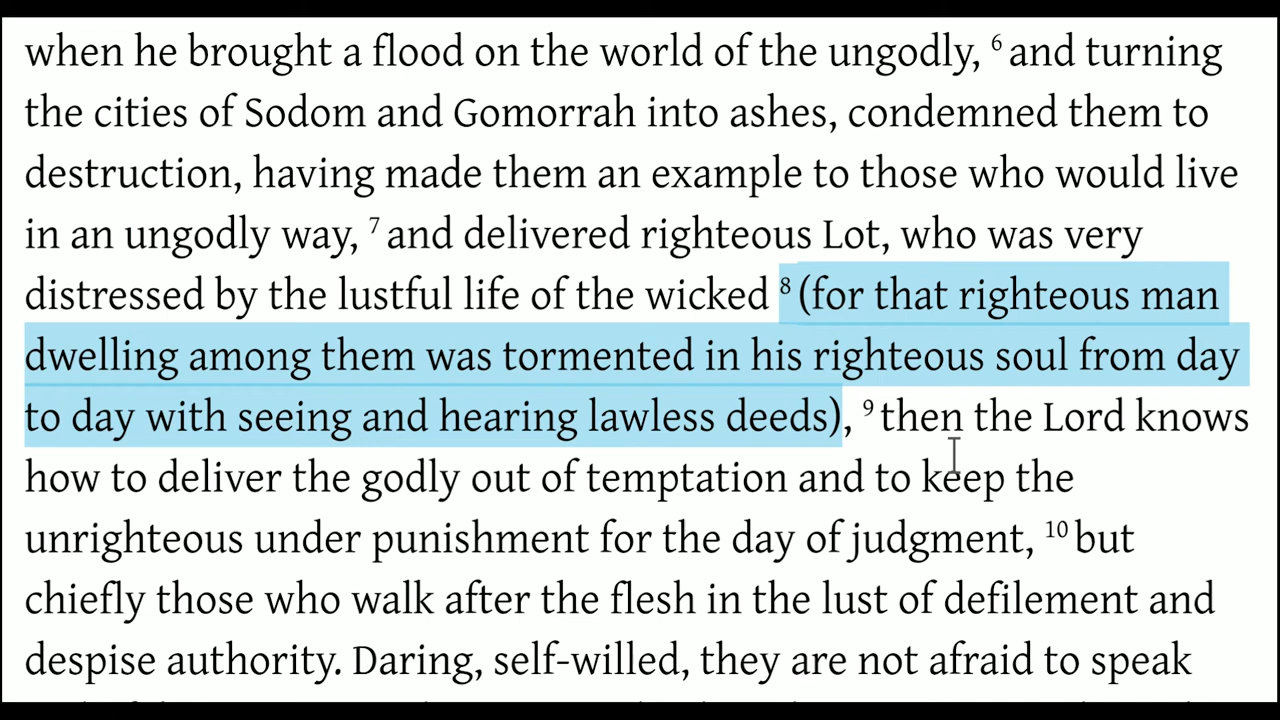 when he brought a flood on the world of the ungodly, 6 and turning
the cities of Sodom and Gomorrah into ashes, condemned them to
destruction, having made them an example to those who would live
in an ungodly way, 7 and delivered righteous Lot, who was very
distressed by the lustful life of the wicked 8 (for that righteous man
dwelling among them was tormented in his righteous soul from day
to day with seeing and hearing lawless deeds), 9 then the Lord knows
how to deliver the godly out of temptation and to keep the
unrighteous under punishment for the day of judgment, 10 but
chiefly those who walk after the flesh in the lust of defilement and
despise authority. Daring, self-willed, they are not afraid to speak